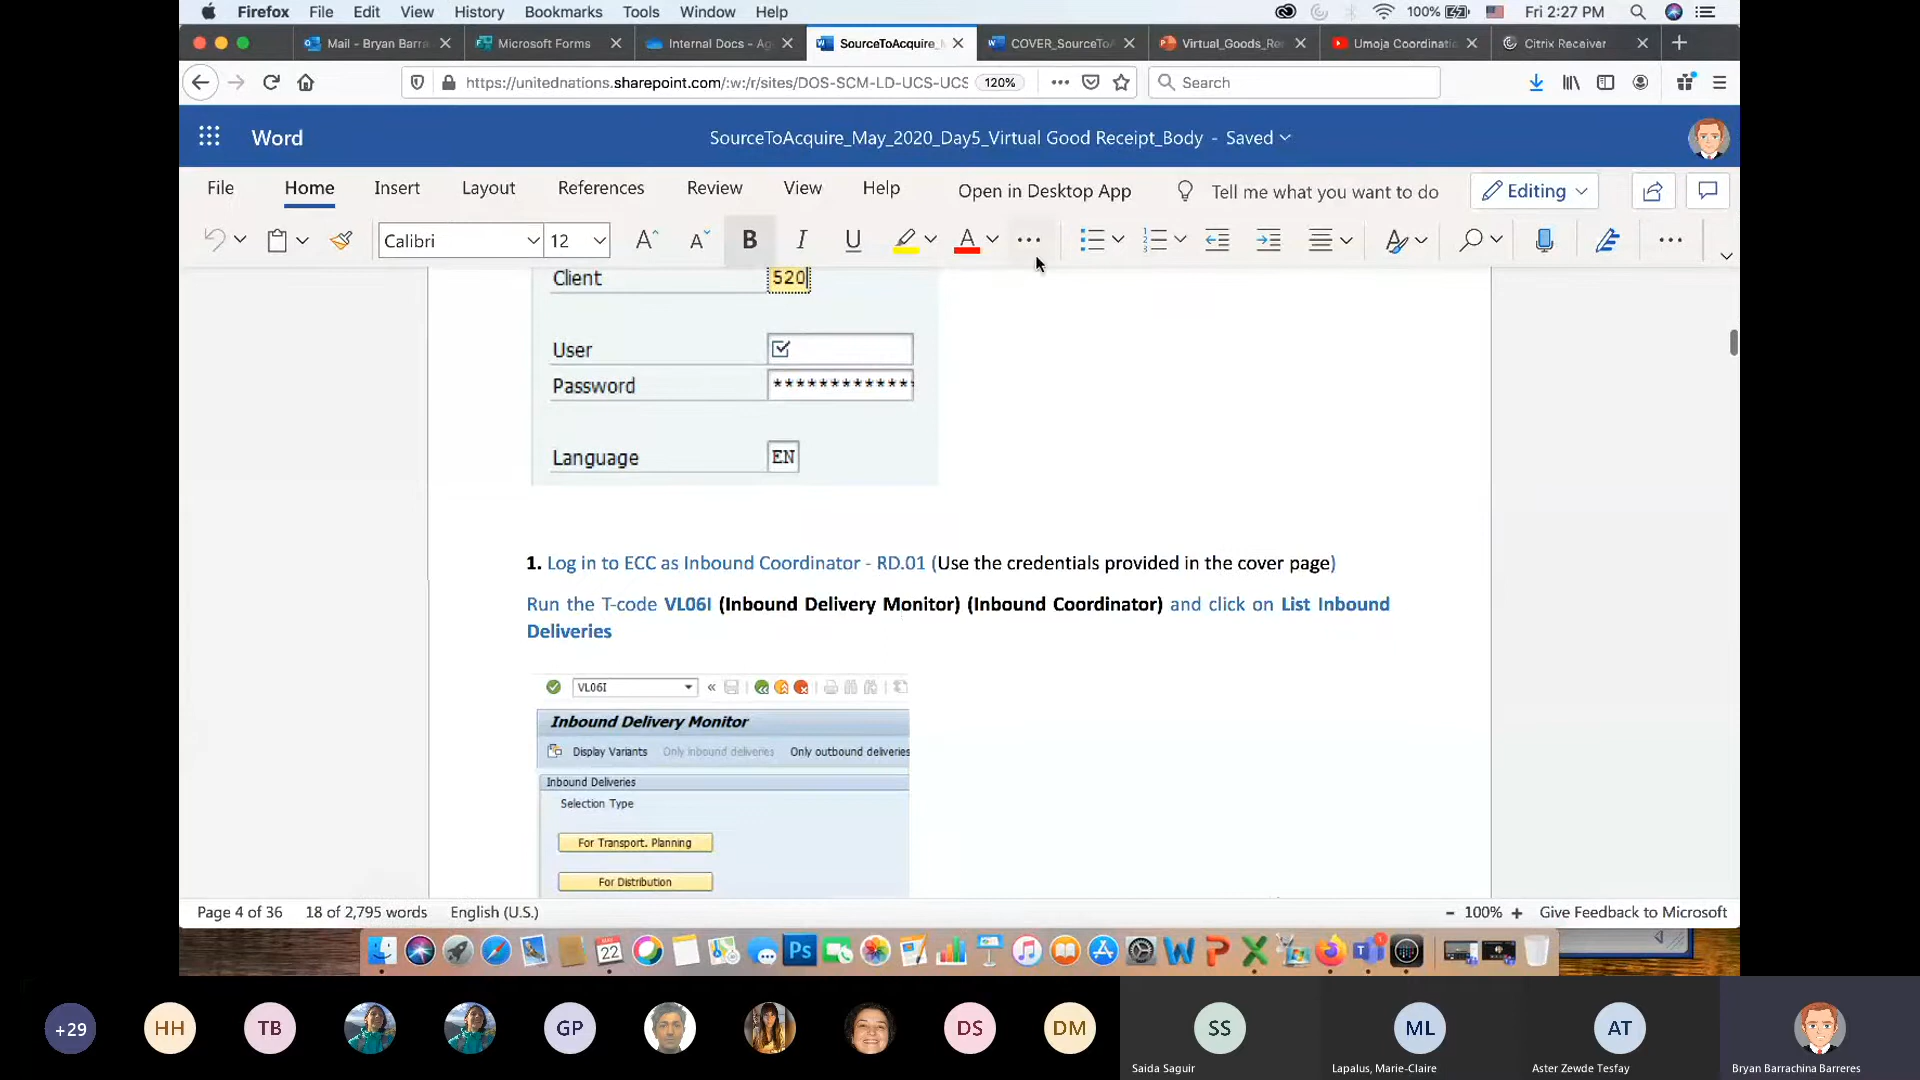 Firefox File Edit View History Bookmarks Tools Window Help 100% Fri 2:27 PM
Mail - Bryan Barra Microsoft Forms Internal Docs - Ag SourceToAcquire_M COVER_SourceToA Virtual_Goods_Re Umoja Coordinati Citrix Receiver
https://unitednations.sharepoint.com/:w:/r/sites/DOS-SCM-LD-UCS-UCS 120% Search
Word SourceToAcquire_May_2020_Day5_Virtual Good Receipt_Body - Saved
File Home Insert Layout References Review View Help Open in Desktop App Tell me what you want to do Editing
Calibri 12 A A B I U A
Client 520
User
Password *************
Language EN
1. Log in to ECC as Inbound Coordinator - RD.01 (Use the credentials provided in the cover page)
Run the T-code VL06I (Inbound Delivery Monitor) (Inbound Coordinator) and click on List Inbound
Deliveries
VL06I
Inbound Delivery Monitor
Display Variants Only inbound deliveries Only outbound deliveries
Inbound Deliveries
Selection Type
For Transport. Planning
For Distribution
Page 4 of 36 18 of 2,795 words English (U.S.) - 100% + Give Feedback to Microsoft
+29 HH TB GP DS DM SS ML AT
Saida Saguir Lapalus, Marie-Claire Aster Zewde Tesfay Bryan Barrachina Barreres